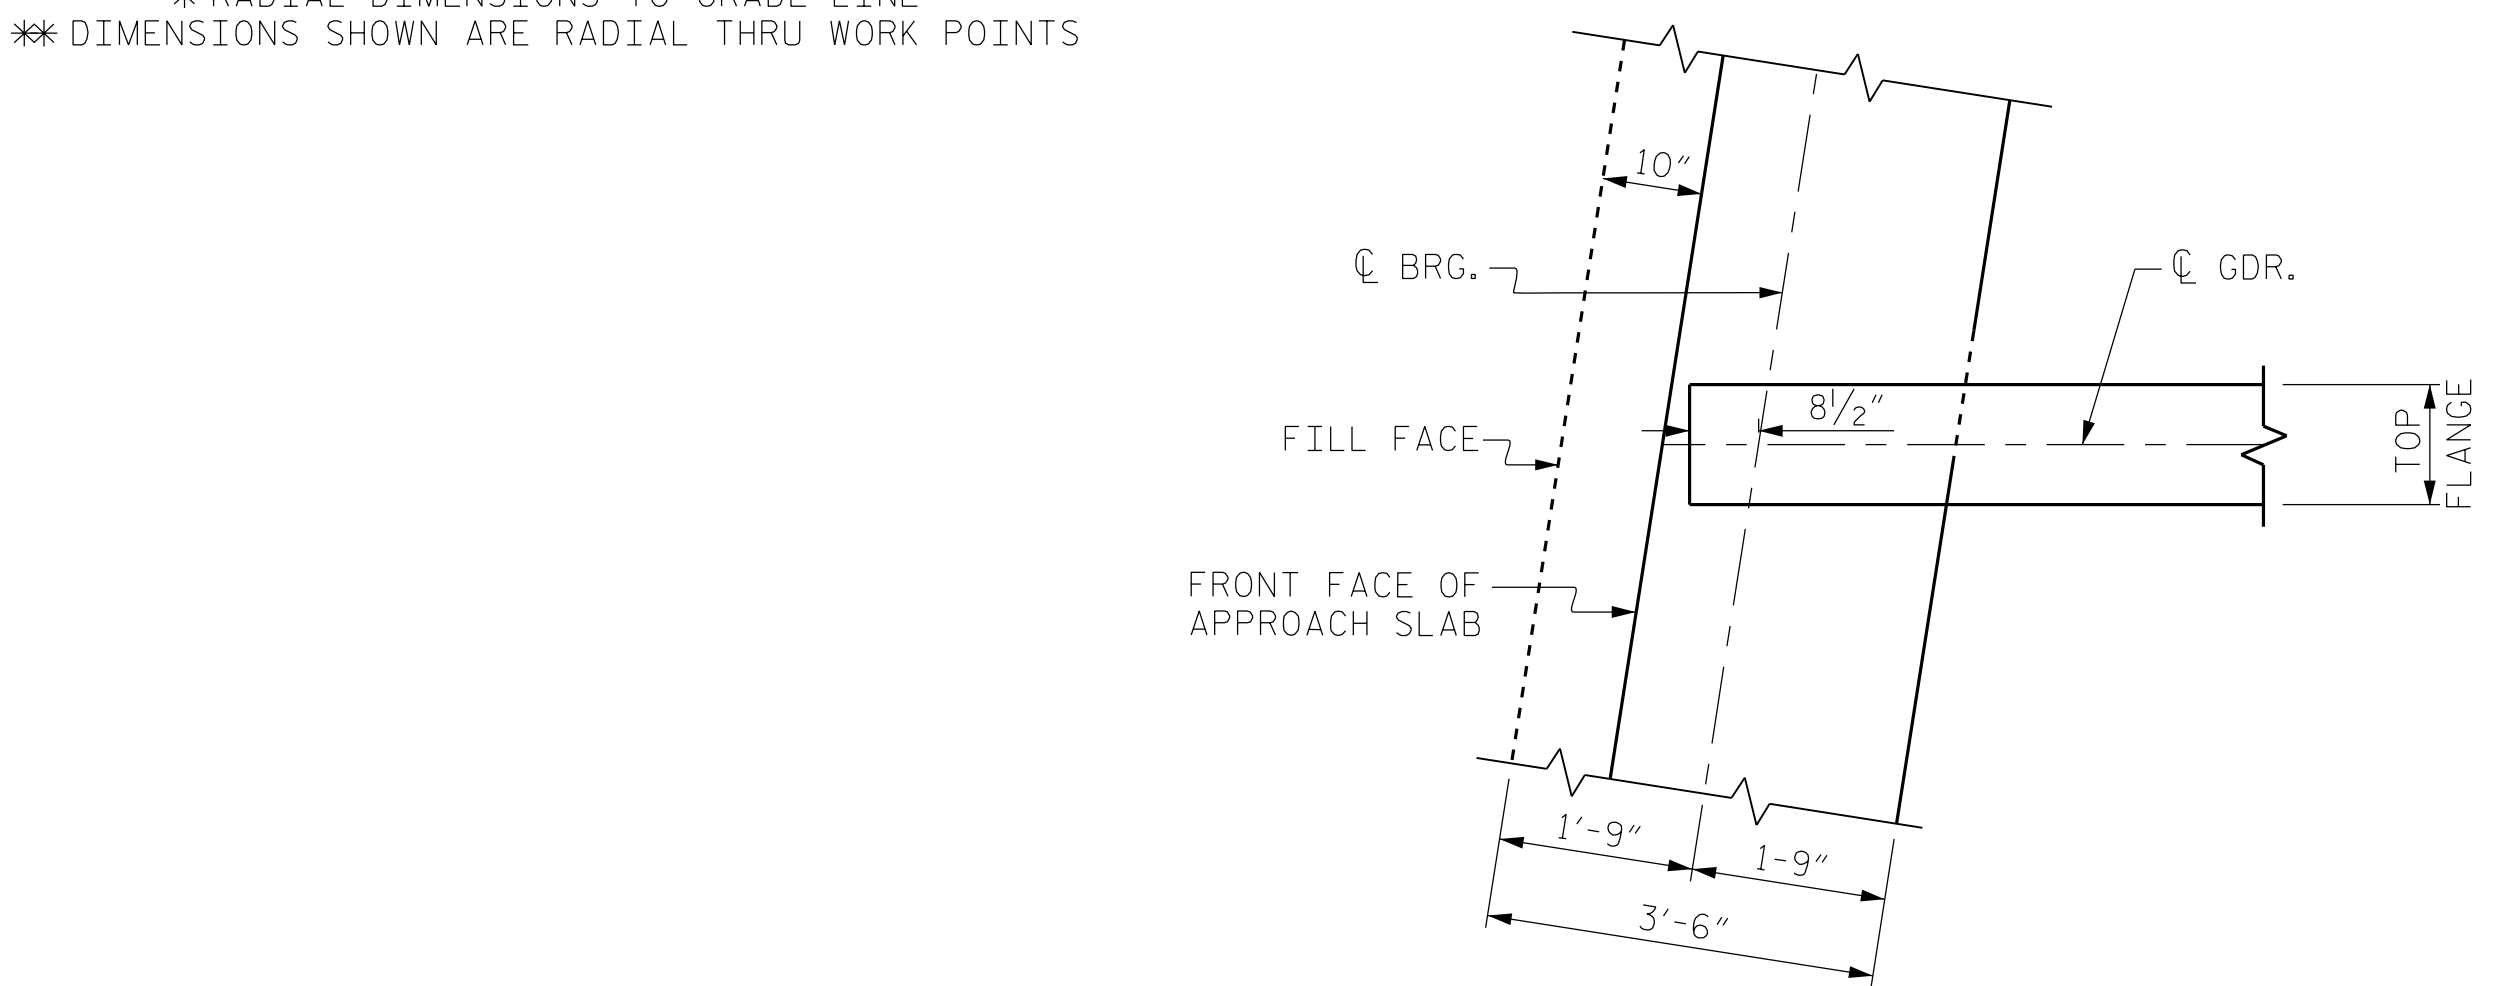 ** DIMENSIONS SHOWN ARE RADIAL THRU WORK POINTS
10"
℄ BRG.
℄ GDR.
8½"
FILL FACE
TOP
FLANGE
FRONT FACE OF
APPROACH SLAB
1'-9"
1-9"
3'-6"